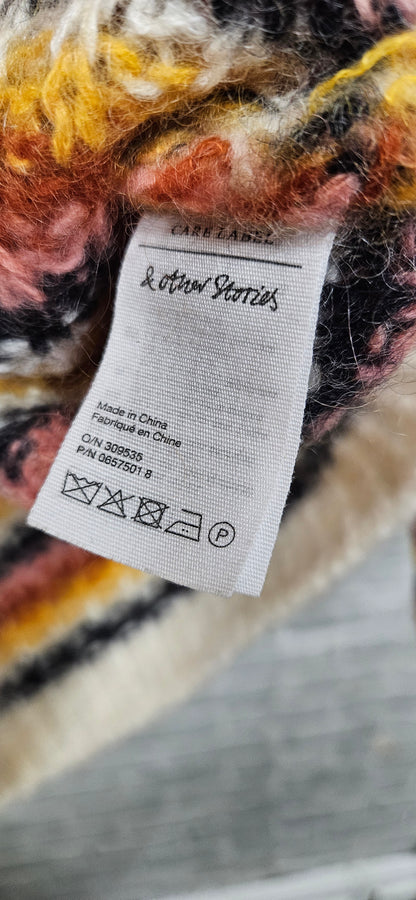 CARE LABEL
& other Stories
Made in China
Fabriqué en Chine
O/N 309535
P/N 0657501 8
P